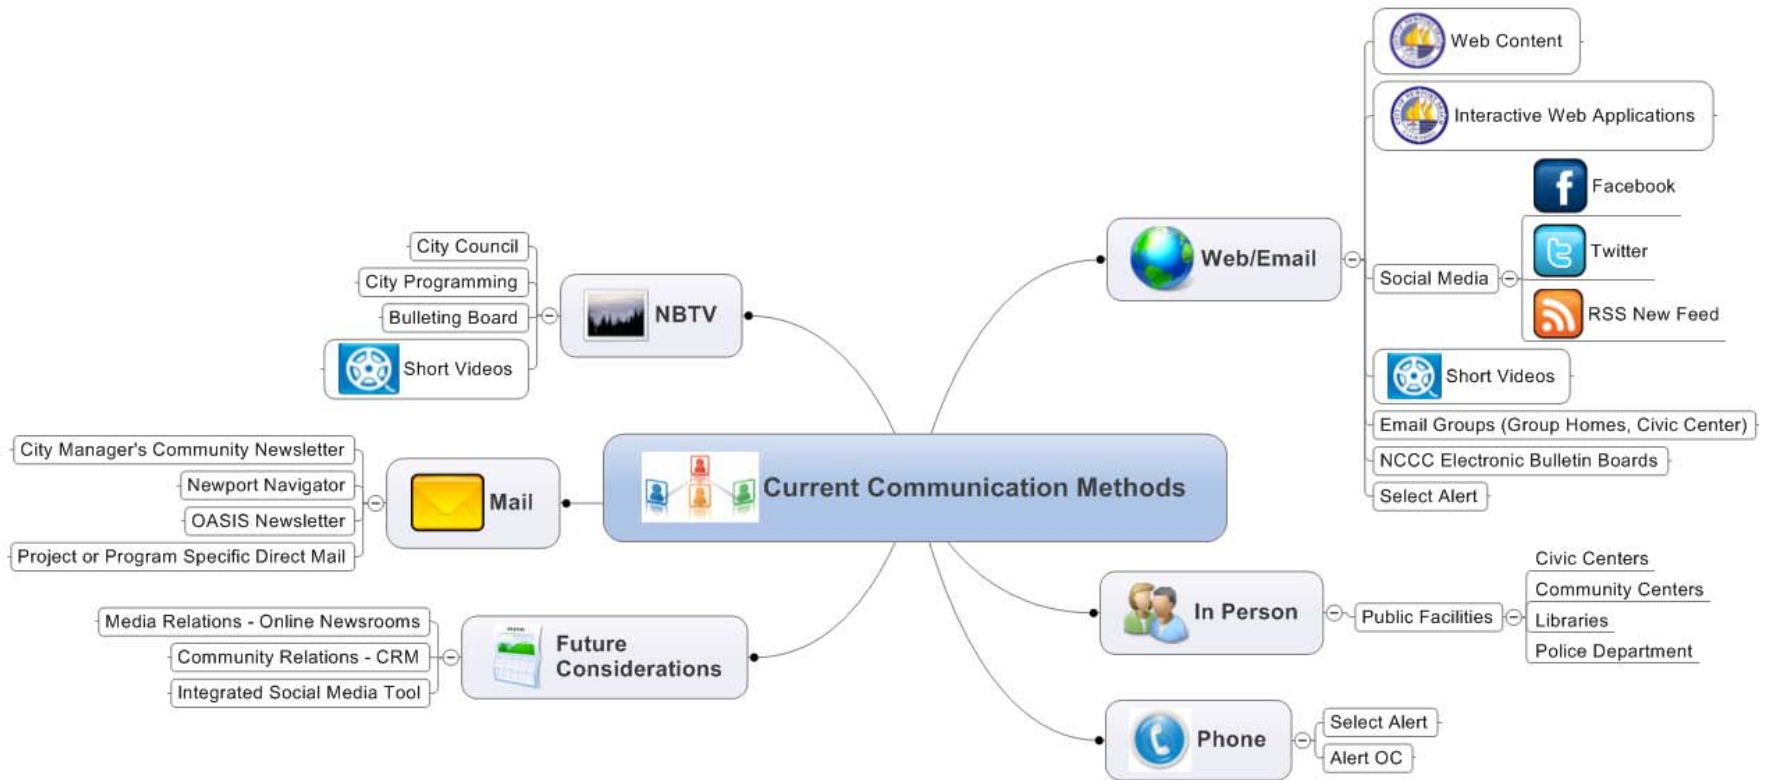 Current Communication Methods
Web/Email
Web Content
Interactive Web Applications
Social Media
Facebook
Twitter
RSS New Feed
Short Videos
Email Groups (Group Homes, Civic Center)
NCCC Electronic Bulletin Boards
Select Alert
In Person
Public Facilities
Civic Centers
Community Centers
Libraries
Police Department
Phone
Select Alert
Alert OC
NBTV
City Council
City Programming
Bulleting Board
Short Videos
Mail
City Manager's Community Newsletter
Newport Navigator
OASIS Newsletter
Project or Program Specific Direct Mail
Future
Considerations
Media Relations - Online Newsrooms
Community Relations - CRM
Integrated Social Media Tool